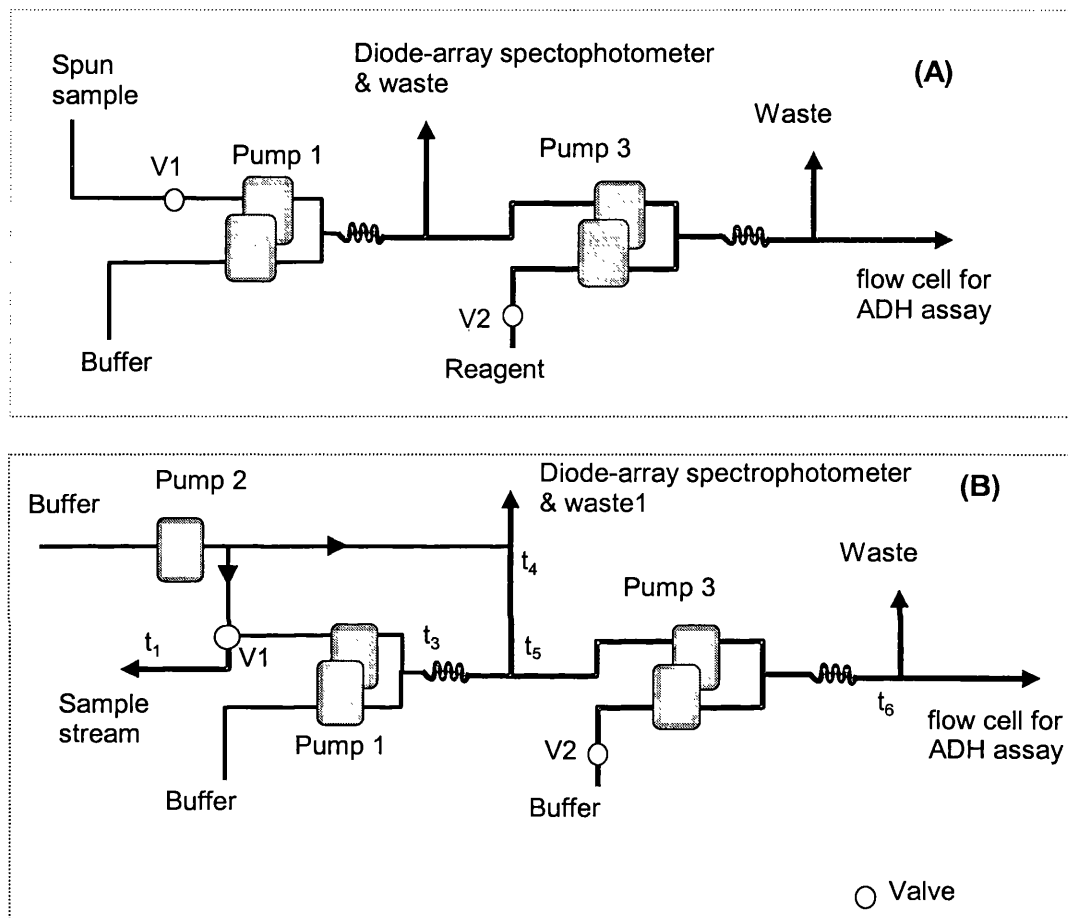 (A)
Diode-array spectophotometer
& waste
Spun
sample
Waste
V1
Pump 1
Pump 3
V2
Buffer
Reagent
flow cell for
ADH assay
(B)
Pump 2
Diode-array spectrophotometer
& waste1
Buffer
Waste
t4
Pump 3
t1
V1
t3
t5
Sample
stream
Pump 1
t6
flow cell for
ADH assay
V2
Buffer
Buffer
Valve